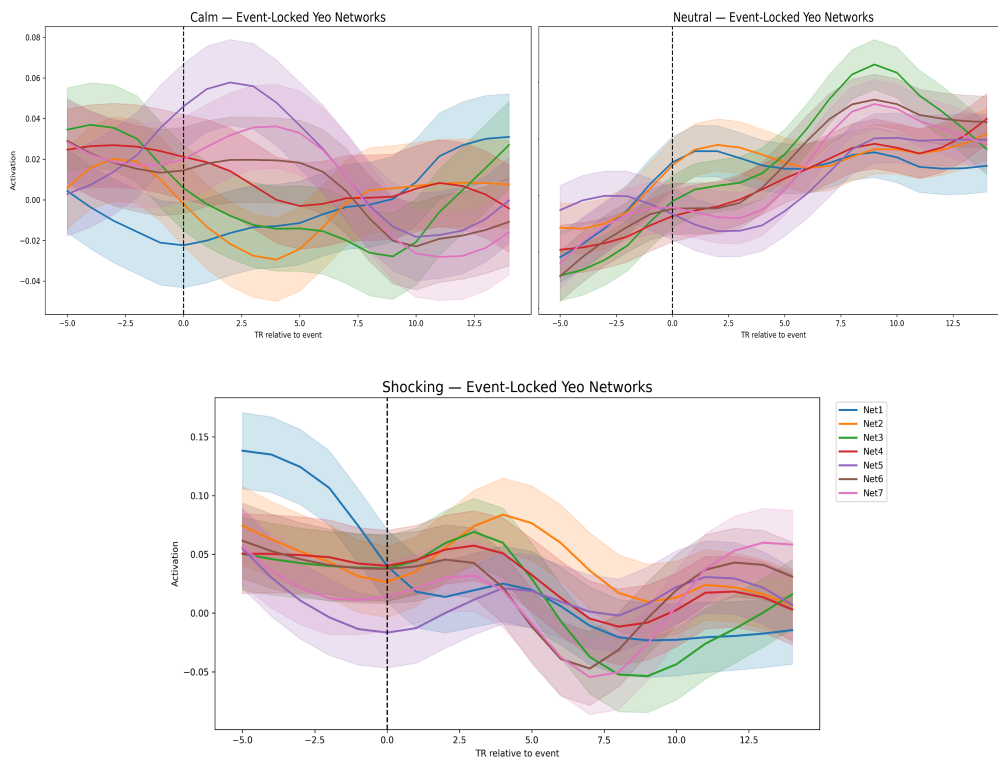 Calm — Event-Locked Yeo Networks
Neutral — Event-Locked Yeo Networks
0.08
0.06
0.04
0.02
0.00
−0.02
−0.04
Activation
−5.0 −2.5 0.0 2.5 5.0 7.5 10.0 12.5
−5.0 −2.5 0.0 2.5 5.0 7.5 10.0 12.5
TR relative to event
TR relative to event
Shocking — Event-Locked Yeo Networks
0.15
0.10
0.05
0.00
−0.05
Activation
−5.0 −2.5 0.0 2.5 5.0 7.5 10.0 12.5
TR relative to event
Net1
Net2
Net3
Net4
Net5
Net6
Net7